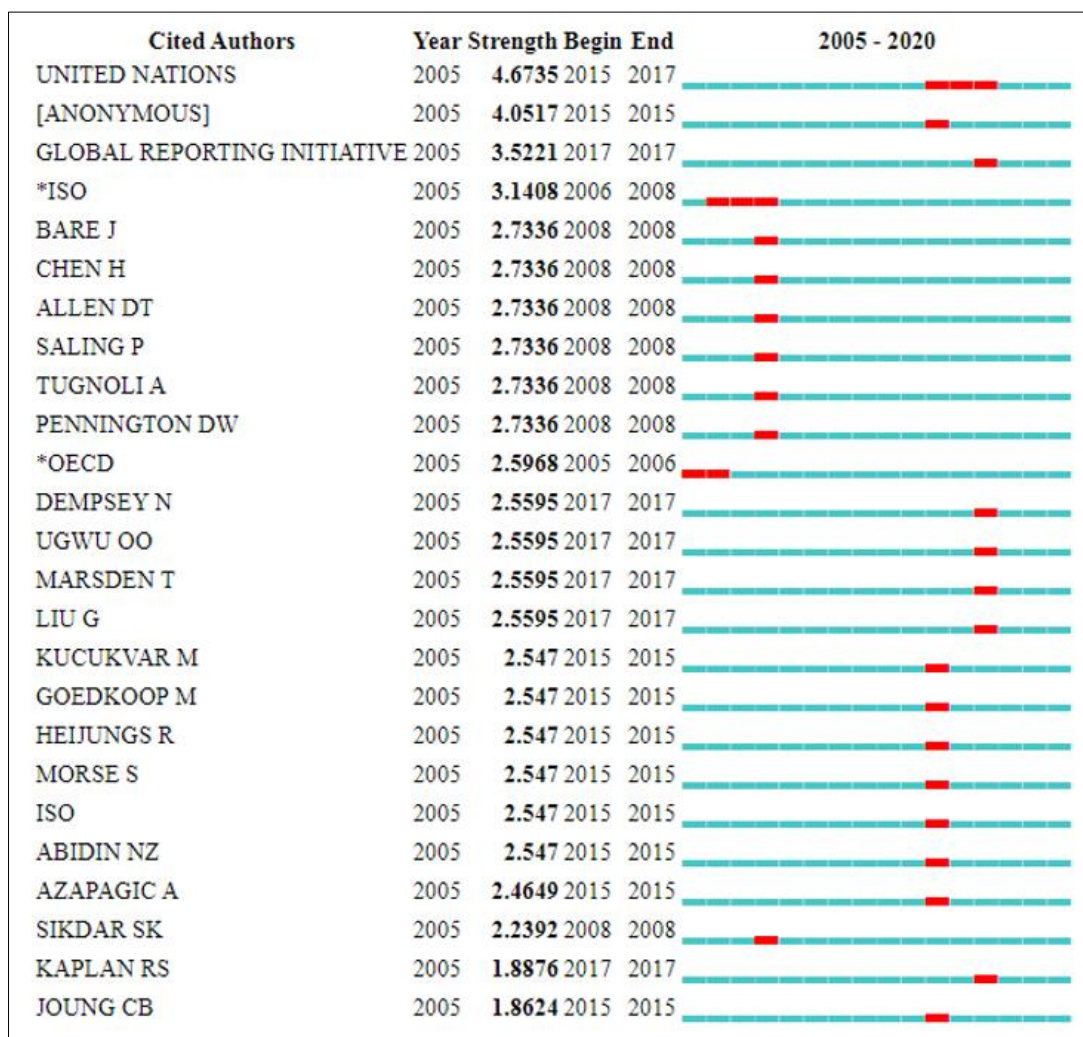 Cited Authors Year Strength Begin End 2005 - 2020
UNITED NATIONS 2005 4.6735 2015 2017
[ANONYMOUS] 2005 4.0517 2015 2015
GLOBAL REPORTING INITIATIVE 2005 3.5221 2017 2017
*ISO 2005 3.1408 2006 2008
BARE J 2005 2.7336 2008 2008
CHEN H 2005 2.7336 2008 2008
ALLEN DT 2005 2.7336 2008 2008
SALING P 2005 2.7336 2008 2008
TUGNOLI A 2005 2.7336 2008 2008
PENNINGTON DW 2005 2.7336 2008 2008
*OECD 2005 2.5968 2005 2006
DEMPSEY N 2005 2.5595 2017 2017
UGWU OO 2005 2.5595 2017 2017
MARSDEN T 2005 2.5595 2017 2017
LIU G 2005 2.5595 2017 2017
KUCUKVAR M 2005 2.547 2015 2015
GOEDKOOP M 2005 2.547 2015 2015
HEIJUNGS R 2005 2.547 2015 2015
MORSE S 2005 2.547 2015 2015
ISO 2005 2.547 2015 2015
ABIDIN NZ 2005 2.547 2015 2015
AZAPAGIC A 2005 2.4649 2015 2015
SIKDAR SK 2005 2.2392 2008 2008
KAPLAN RS 2005 1.8876 2017 2017
JOUNG CB 2005 1.8624 2015 2015